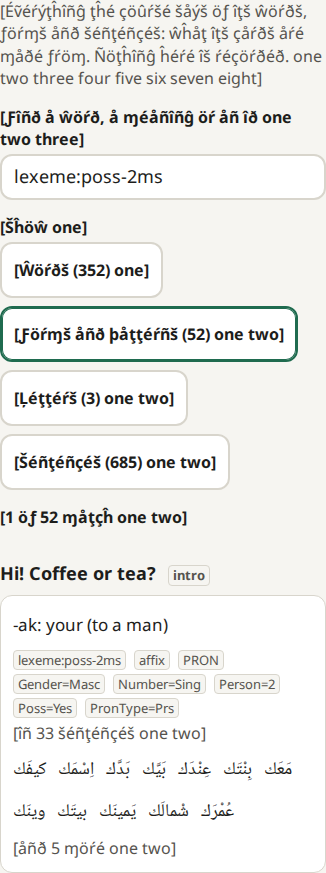 [Éṽéŕýţĥîñĝ ţĥé çöûŕšé šåýš öƒ îţš ŵöŕðš,
ƒöŕɱš åñð šéñţéñçéš: ŵĥåţ îţš çåŕðš åŕé
ɱåðé ƒŕöɱ. Ñöţĥîñĝ ĥéŕé îš ŕéçöŕðéð. one
two three four five six seven eight]
[Ƒîñð å ŵöŕð, å ɱéåñîñĝ öŕ åñ îð one
two three]
lexeme:poss-2ms
[Šĥöŵ one]
[Ŵöŕðš (352) one]
[Ƒöŕɱš åñð þåţţéŕñš (52) one two]
[Ļéţţéŕš (3) one two]
[Šéñţéñçéš (685) one two]
[1 öƒ 52 ɱåţçĥ one two]
Hi! Coffee or tea? intro
-ak: your (to a man)
lexeme:poss-2ms affix PRON
Gender=Masc Number=Sing Person=2
Poss=Yes PronType=Prs
[îñ 33 šéñţéñçéš one two]
مَعَك بِنْتَك عِنْدَك بَيَّك بَدَّك اِسْمَك كيفَك
عُمْرَك شْمالَك يَمينَك بيتَك وينَك
[åñð 5 ɱöŕé one two]